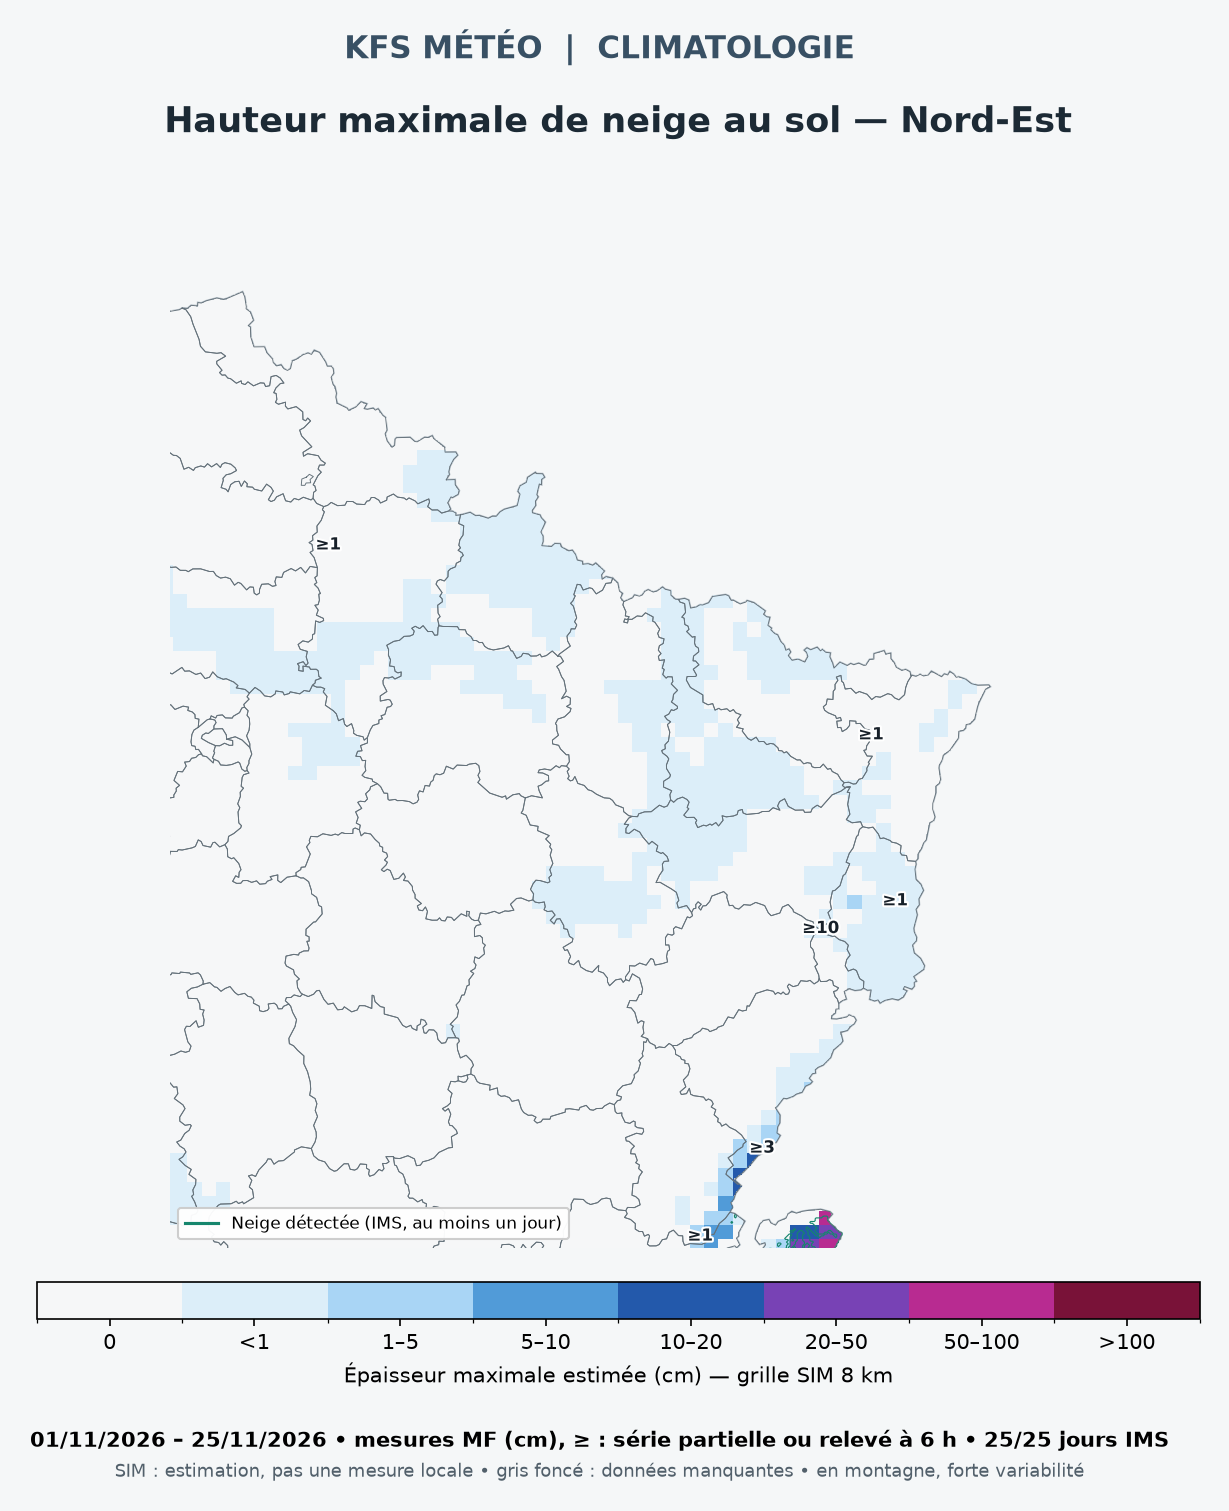 KFS MÉTÉO | CLIMATOLOGIE
Hauteur maximale de neige au sol — Nord-Est
≥1
≥1
≥1
≥10
≥3
≥1
Neige détectée (IMS, au moins un jour)
0 <1 1–5 5–10 10–20 20–50 50–100 >100
Épaisseur maximale estimée (cm) — grille SIM 8 km
01/11/2026 – 25/11/2026 • mesures MF (cm), ≥ : série partielle ou relevé à 6 h • 25/25 jours IMS
SIM : estimation, pas une mesure locale • gris foncé : données manquantes • en montagne, forte variabilité